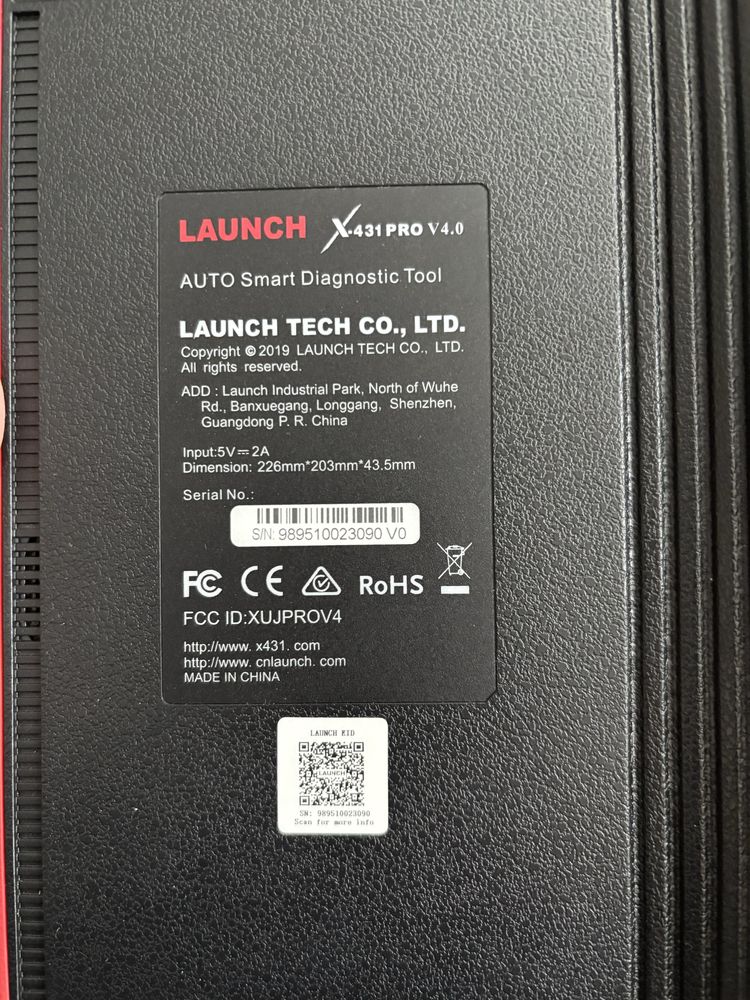 LAUNCH X-431 PRO V4.0
AUTO Smart Diagnostic Tool
LAUNCH TECH CO., LTD.
Copyright © 2019 LAUNCH TECH CO., LTD.
All rights reserved.
ADD : Launch Industrial Park, North of Wuhe
Rd., Banxuegang, Longgang, Shenzhen,
Guangdong P. R. China
Input:5V⎓2A
Dimension: 226mm*203mm*43.5mm
Serial No.:
S/N: 989510023090 V0
FC CE RoHS
FCC ID:XUJPROV4
http://www. x431. com
http://www. cnlaunch. com
MADE IN CHINA
LAUNCH KID
LAUNCH
SN: 989510023090
Scan for more info